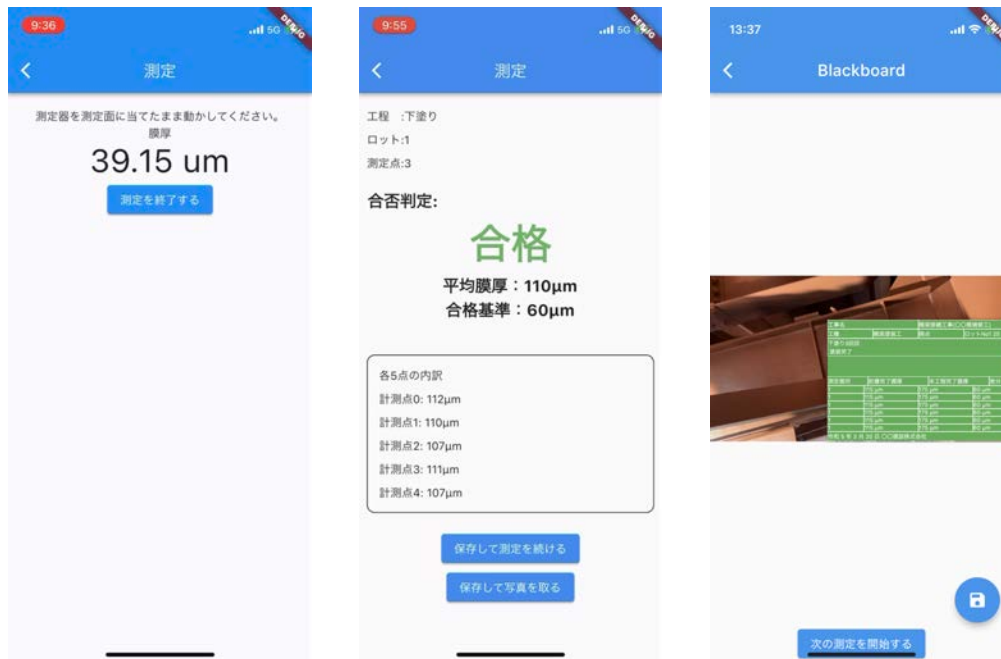 9:36
5G
測定
測定器を測定面に当てたまま動かしてください。
膜厚
39.15 um
測定を終了する
9:55
5G
測定
工程 :下塗り
ロット:1
測定点:3
合否判定:
合格
平均膜厚：110μm
合格基準：60μm
各5点の内訳
計測点0: 112μm
計測点1: 110μm
計測点2: 107μm
計測点3: 111μm
計測点4: 107μm
保存して測定を続ける
保存して写真を取る
13:37
Blackboard
工事名
工種
次の測定を開始する